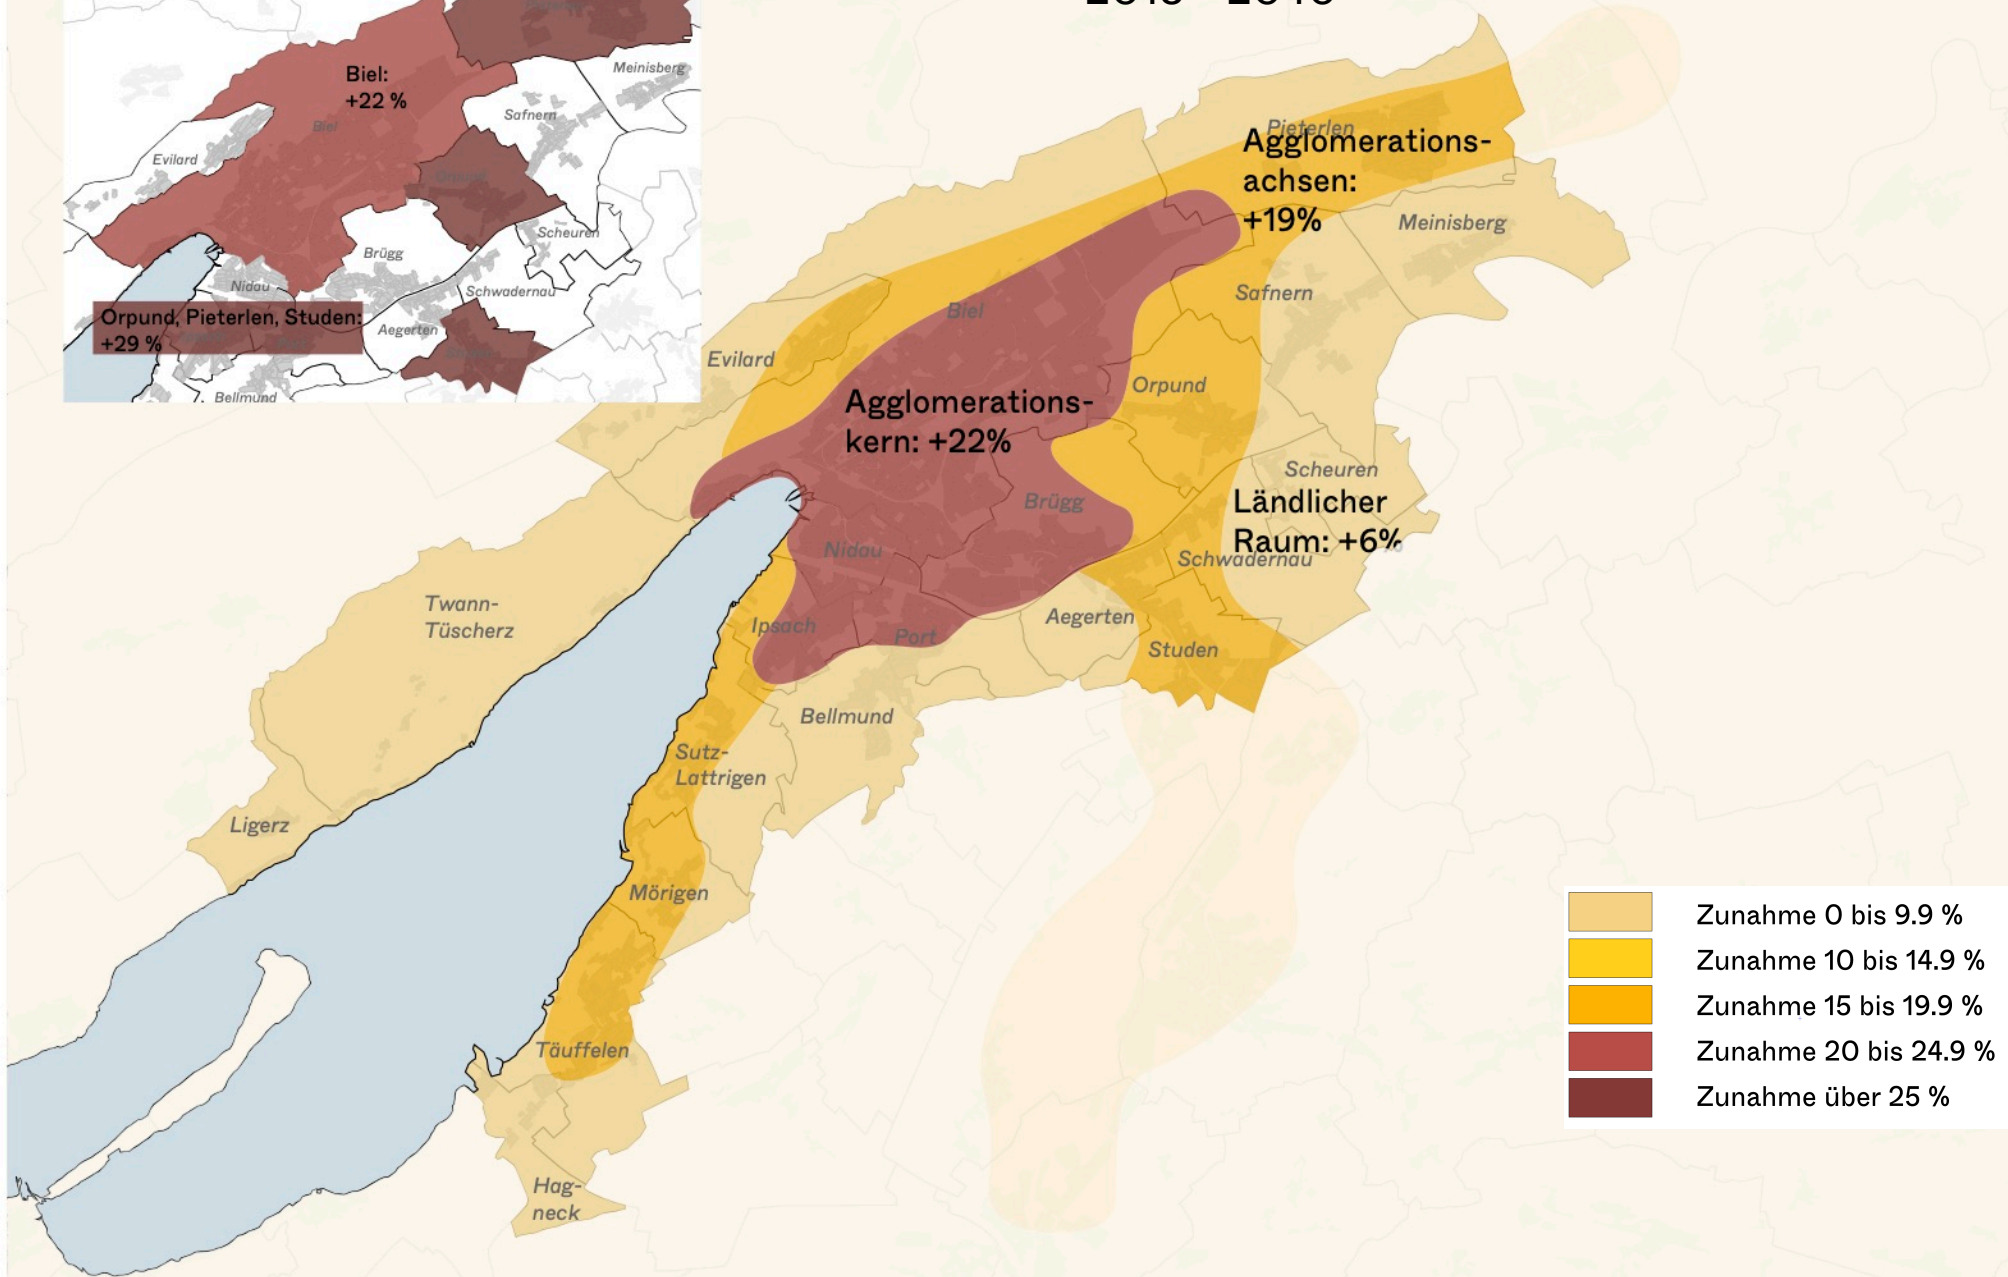 Biel:
+22 %
Biel
Meinisberg
Safnern
Evilard
Orpund
Scheuren
Brügg
Nidau
Schwadernau
Orpund, Pieterlen, Studen:
+29 %
Aegerten
Bellmund
Pieterlen
Agglomerations-
achsen:
+19%
Meinisberg
Safnern
Biel
Evilard
Orpund
Agglomerations-
kern: +22%
Scheuren
Brügg
Ländlicher
Raum: +6%
Schwadernau
Nidau
Twann-
Tüscherz
Ipsach
Port
Aegerten
Studen
Bellmund
Sutz-
Lattrigen
Ligerz
Mörigen
Täuffelen
Hag-
neck
Zunahme 0 bis 9.9 %
Zunahme 10 bis 14.9 %
Zunahme 15 bis 19.9 %
Zunahme 20 bis 24.9 %
Zunahme über 25 %